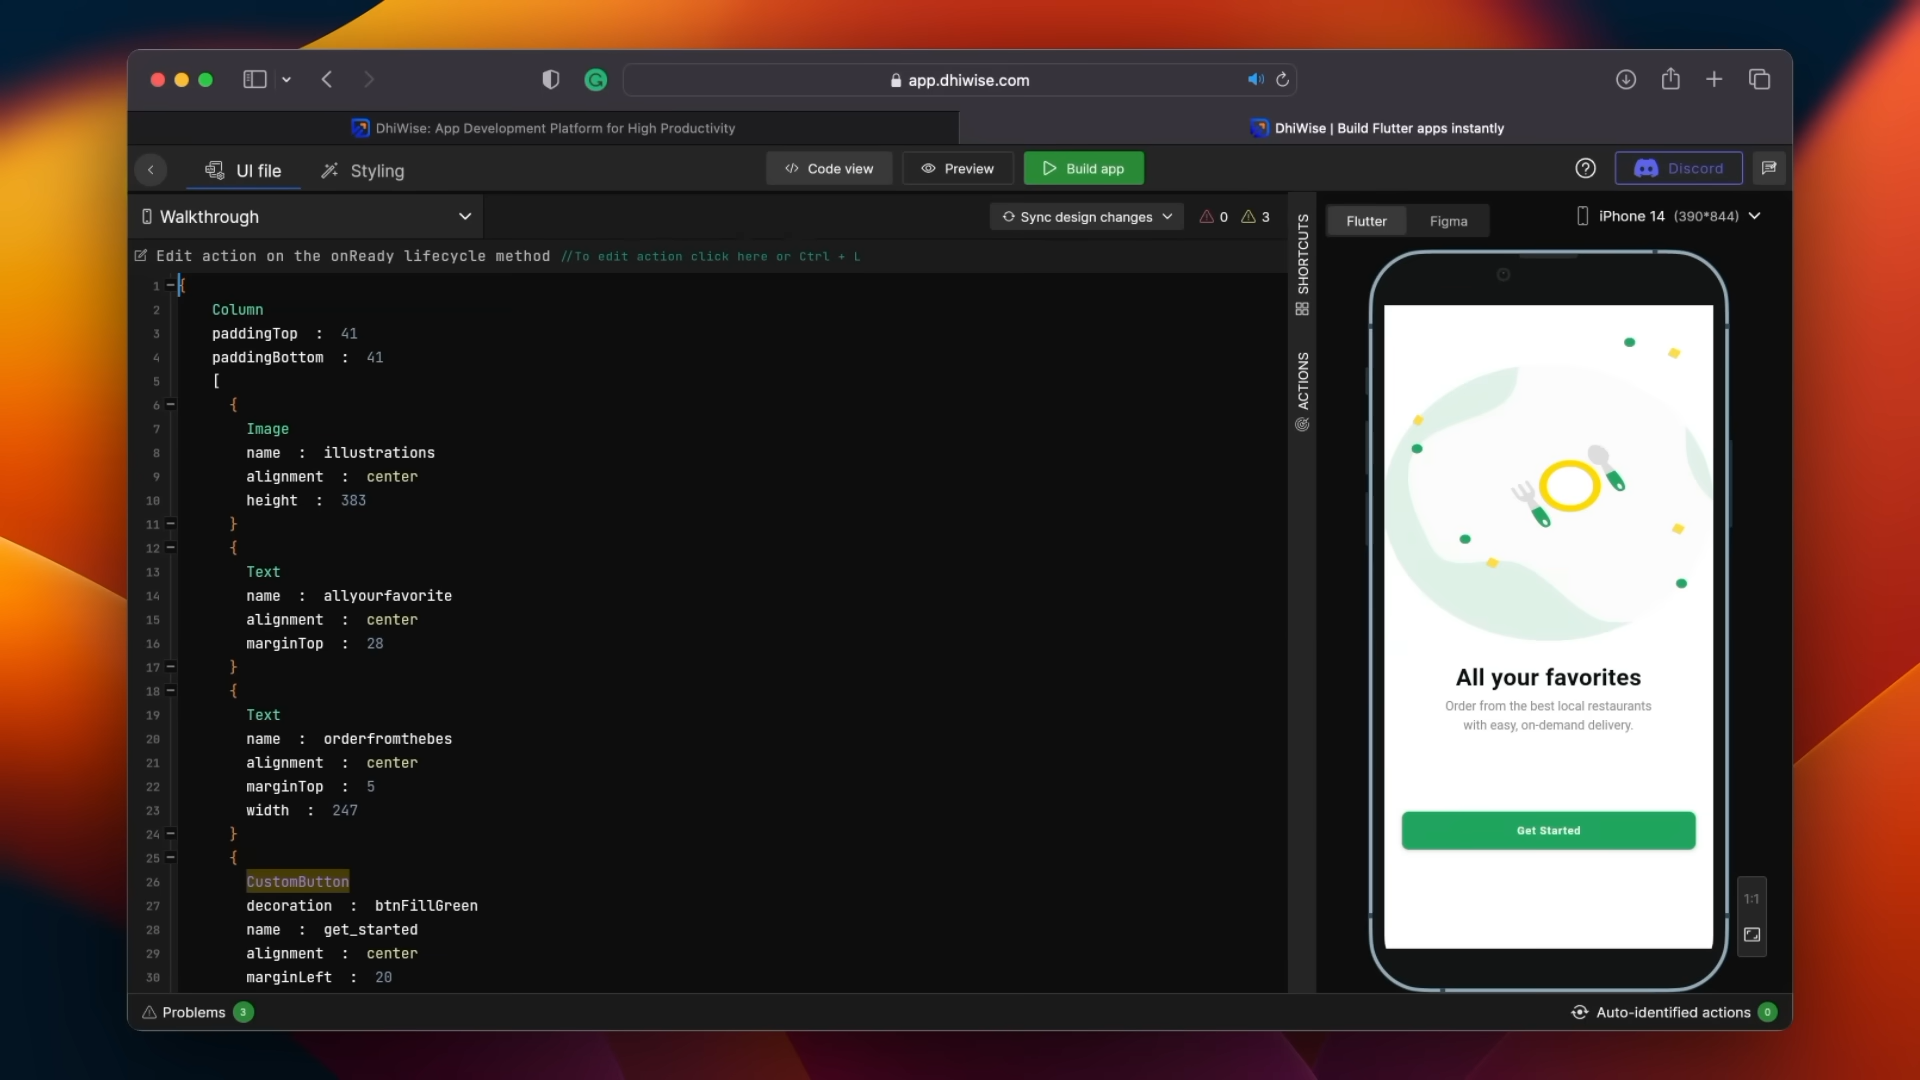 app.dhiwise.com
DhiWise: App Development Platform for High Productivity
DhiWise | Build Flutter apps instantly
UI file
Styling
</> Code view
Preview
Build app
Discord
Walkthrough
Sync design changes
0
3
SHORTCUTS
ACTIONS
Flutter
Figma
iPhone 14 (390*844)
Edit action on the onReady lifecycle method //To edit action click here or Ctrl + L
1 {
2 Column
3 paddingTop : 41
4 paddingBottom : 41
5 [
6 {
7 Image
8 name : illustrations
9 alignment : center
10 height : 383
11 }
12 {
13 Text
14 name : allyourfavorite
15 alignment : center
16 marginTop : 28
17 }
18 {
19 Text
20 name : orderfromthebes
21 alignment : center
22 marginTop : 5
23 width : 247
24 }
25 {
26 CustomButton
27 decoration : btnFillGreen
28 name : get_started
29 alignment : center
30 marginLeft : 20
All your favorites
Order from the best local restaurants
with easy, on-demand delivery.
Get Started
1:1
Problems 3
Auto-identified actions 0